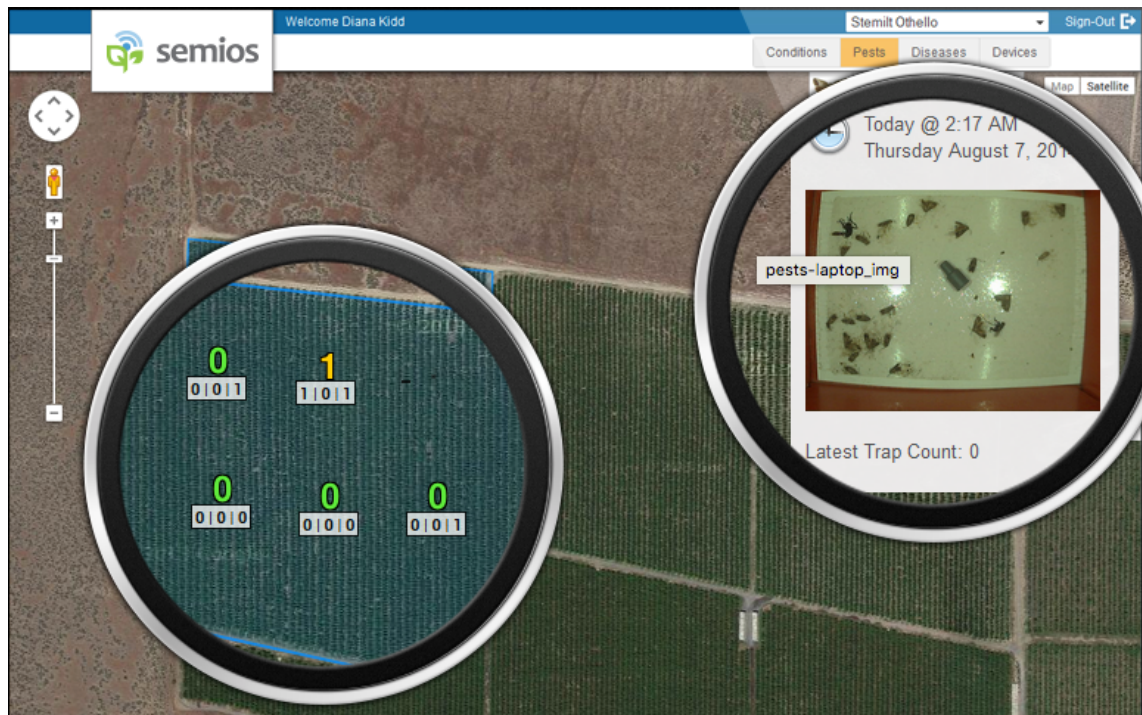 Welcome Diana Kidd
Stemilt Othello
Sign-Out
semios
Conditions
Pests
Diseases
Devices
Map
Satellite
Today @ 2:17 AM
Thursday August 7, 201
pests-laptop_img
Latest Trap Count: 0
0
0|0|1
1
1|0|1
0
0|0|0
0
0|0|0
0
0|0|1